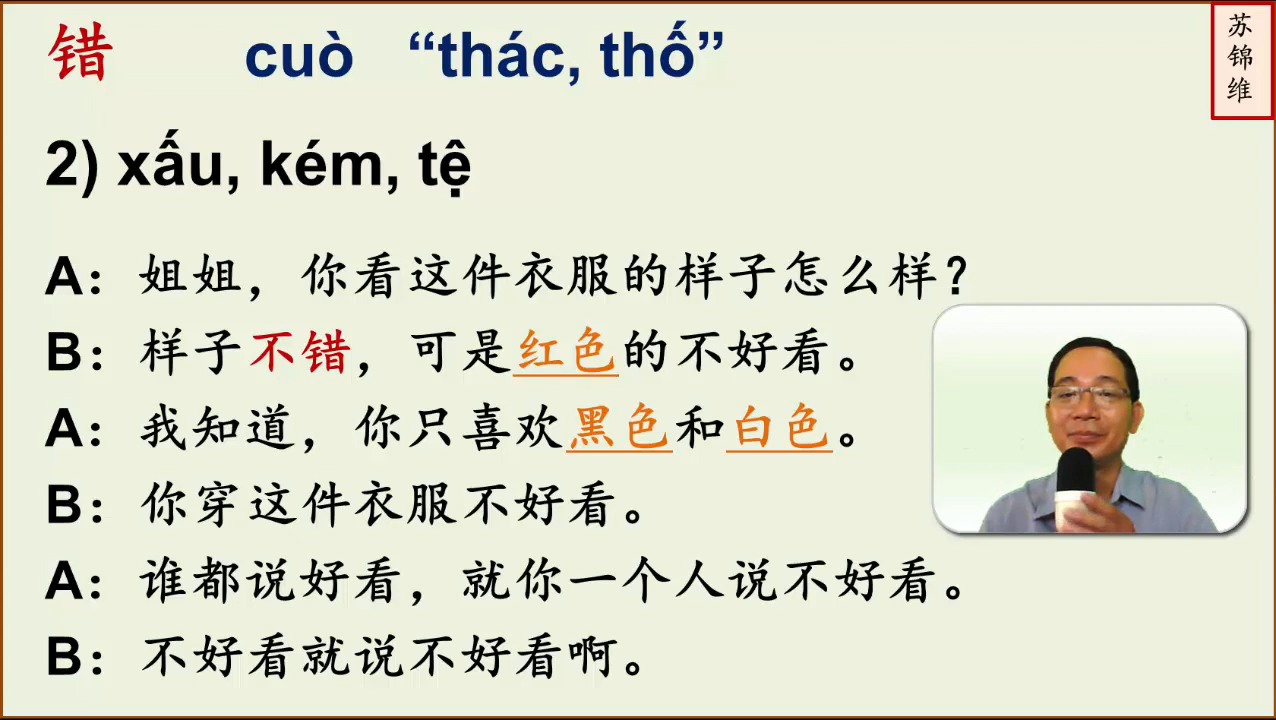 错 cuò “thác, thố”
苏锦维
2) xấu, kém, tệ
A：姐姐，你看这件衣服的样子怎么样？
B：样子不错，可是红色的不好看。
A：我知道，你只喜欢黑色和白色。
B：你穿这件衣服不好看。
A：谁都说好看，就你一个人说不好看。
B：不好看就说不好看啊。